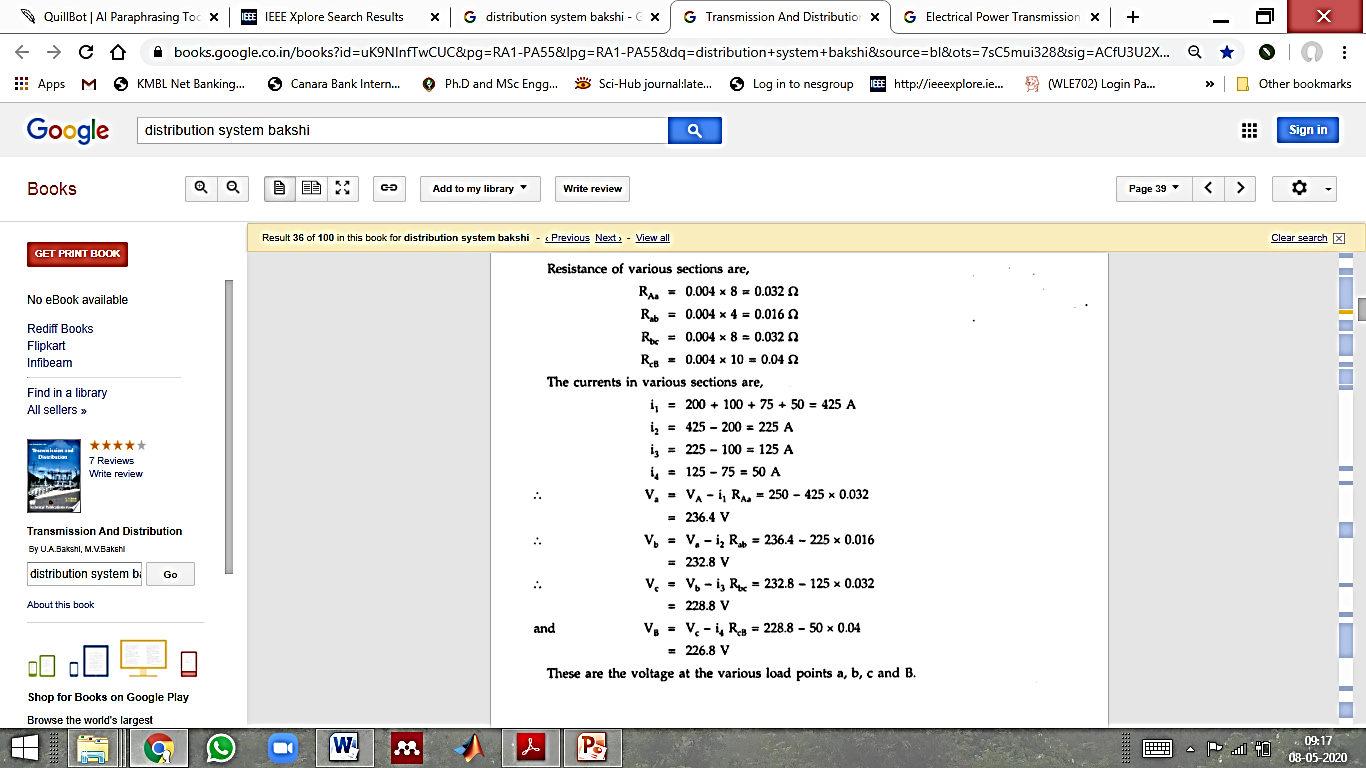 QuillBot | AI Paraphrasing Too
IEEE Xplore Search Results
distribution system bakshi - G
Transmission And Distribution
Electrical Power Transmission
books.google.co.in/books?id=uK9NInfTwCUC&pg=RA1-PA55&lpg=RA1-PA55&dq=distribution+system+bakshi&source=bl&ots=7sC5mui328&sig=ACfU3U2X...
Apps
KMBL Net Banking...
Canara Bank Intern...
Ph.D and MSc Engg...
Sci-Hub journal:late...
Log in to nesgroup
IEEE
http://ieeexplore.ie...
(WLE702) Login Pa...
»
Other bookmarks
Google
distribution system bakshi
Sign in
Books
Add to my library
Write review
Page 39
Result 36 of 100 in this book for distribution system bakshi - ‹ Previous Next › - View all
Clear search
GET PRINT BOOK
No eBook available
Rediff Books
Flipkart
Infibeam
Find in a library
All sellers »
7 Reviews
Write review
Transmission And Distribution
By U.A.Bakshi, M.V.Bakshi
distribution system ba
Go
About this book
Shop for Books on Google Play
Browse the world's largest
Resistance of various sections are,
R_Aa = 0.004 × 8 = 0.032 Ω
R_ab = 0.004 × 4 = 0.016 Ω
R_bc = 0.004 × 8 = 0.032 Ω
R_cB = 0.004 × 10 = 0.04 Ω
The currents in various sections are,
i₁ = 200 + 100 + 75 + 50 = 425 A
i₂ = 425 − 200 = 225 A
i₃ = 225 − 100 = 125 A
i₄ = 125 − 75 = 50 A
∴ V_a = V_A − i₁ R_Aa = 250 − 425 × 0.032
= 236.4 V
∴ V_b = V_a − i₂ R_ab = 236.4 − 225 × 0.016
= 232.8 V
∴ V_c = V_b − i₃ R_bc = 232.8 − 125 × 0.032
= 228.8 V
and V_B = V_c − i₄ R_cB = 228.8 − 50 × 0.04
= 226.8 V
These are the voltage at the various load points a, b, c and B.
09:17
08-05-2020